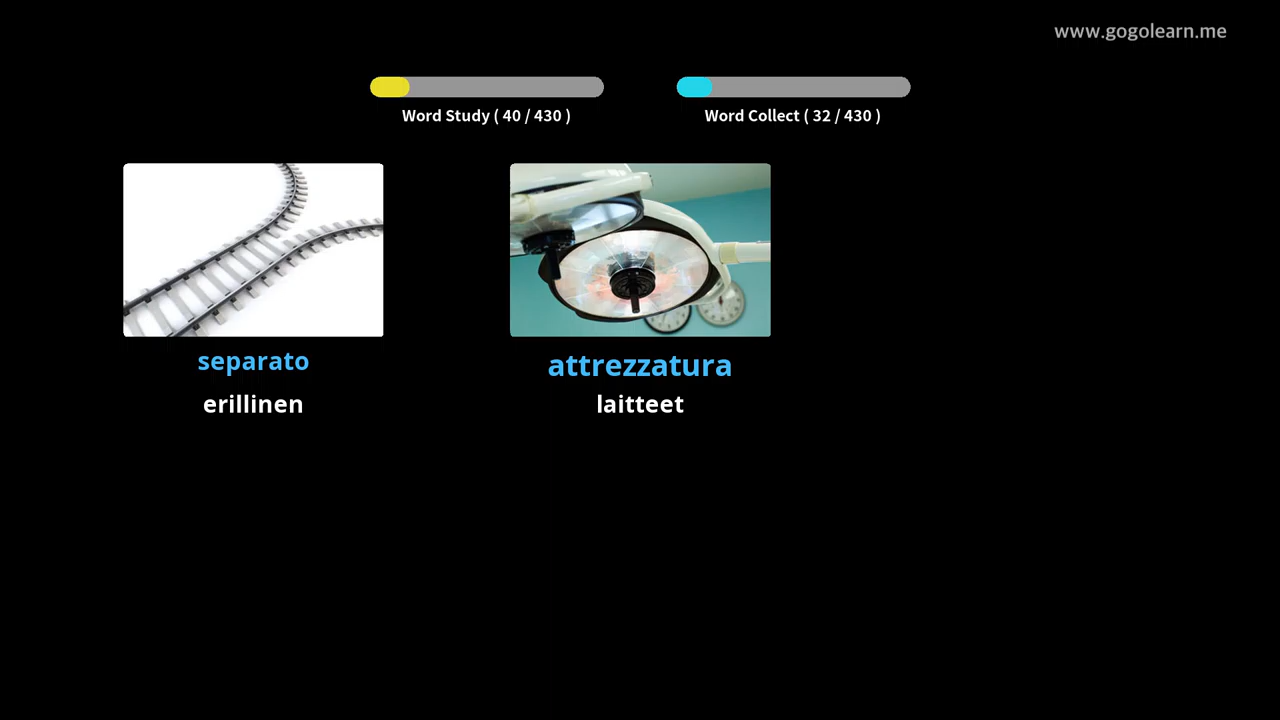 www.gogolearn.me
Word Study ( 40 / 430 )
Word Collect ( 32 / 430 )
separato
erillinen
attrezzatura
laitteet